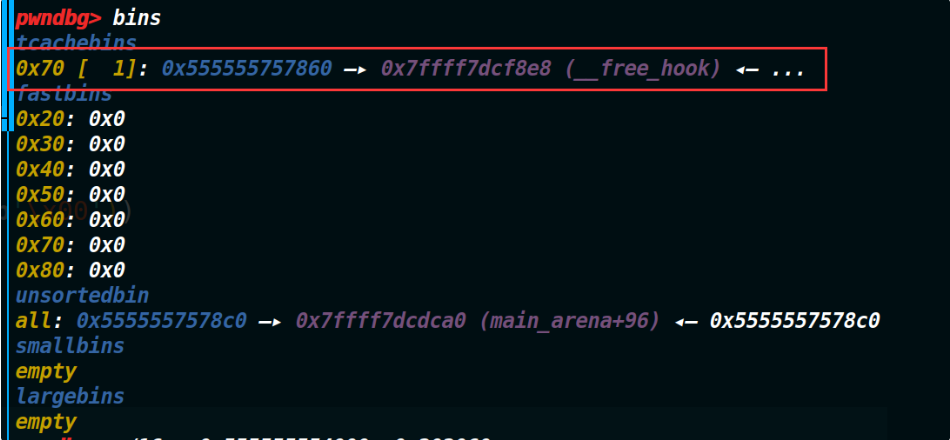 pwndbg> bins
tcachebins
0x70 [  1]: 0x555555757860 —▸ 0x7ffff7dcf8e8 (__free_hook) ◂— ...
fastbins
0x20: 0x0
0x30: 0x0
0x40: 0x0
0x50: 0x0
0x60: 0x0
0x70: 0x0
0x80: 0x0
unsortedbin
all: 0x5555557578c0 —▸ 0x7ffff7dcdca0 (main_arena+96) ◂— 0x5555557578c0
smallbins
empty
largebins
empty